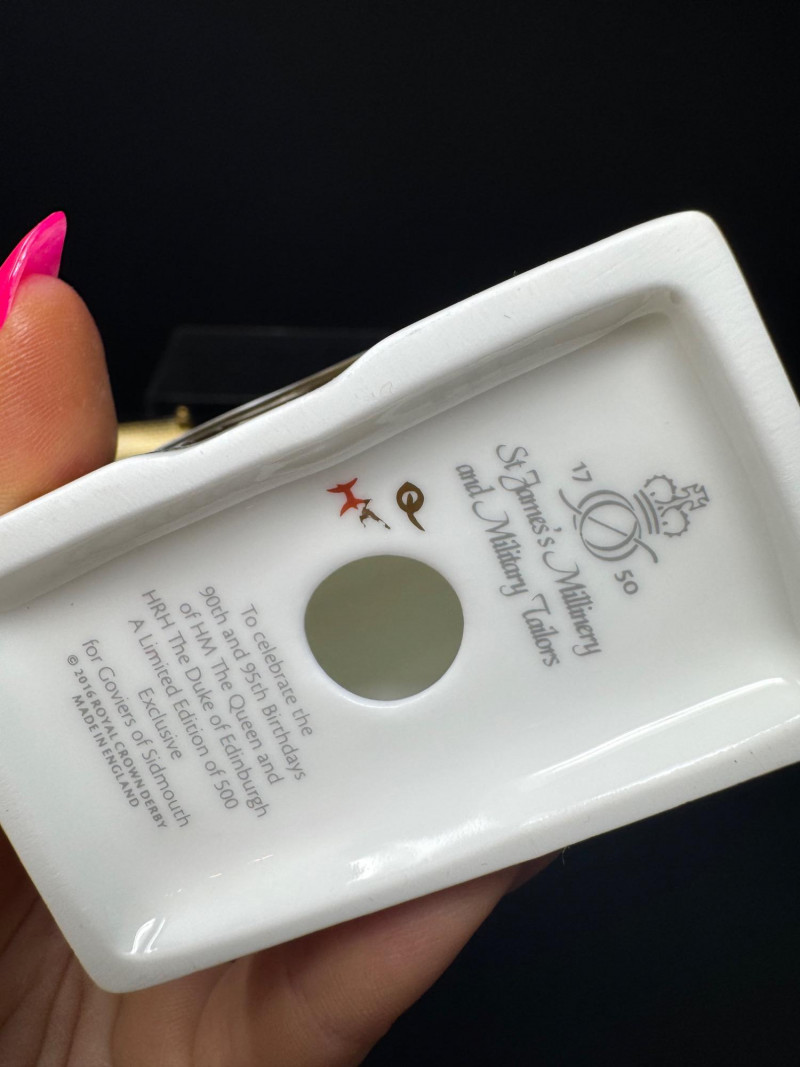 17 50
St James's Millinery
and Military Tailors
To celebrate the
90th and 95th Birthdays
of HM The Queen and
HRH The Duke of Edinburgh
A Limited Edition of 500
Exclusive
for Goviers of Sidmouth
© 2016 ROYAL CROWN DERBY
MADE IN ENGLAND